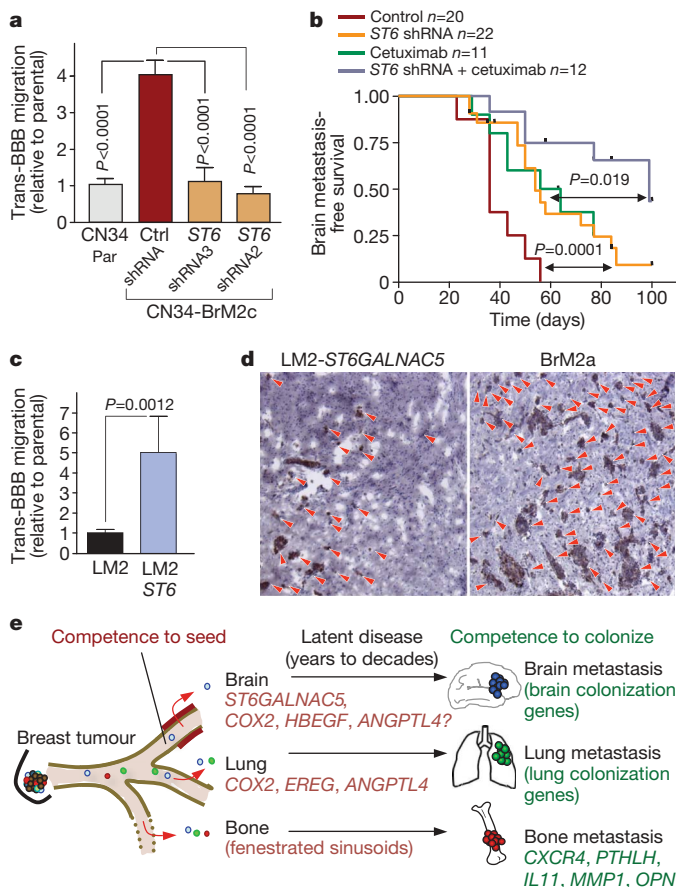 a
Trans-BBB migration
(relative to parental)
4
3
2
1
0
P<0.0001
P<0.0001
P<0.0001
CN34
Par
Ctrl
shRNA
ST6
shRNA3
ST6
shRNA2
CN34-BrM2c
b
Control n=20
ST6 shRNA n=22
Cetuximab n=11
ST6 shRNA + cetuximab n=12
Brain metastasis-
free survival
1.00
0.75
0.50
0.25
0
P=0.019
P=0.0001
0 20 40 60 80 100
Time (days)
c
Trans-BBB migration
(relative to parental)
7
6
5
4
3
2
1
0
P=0.0012
LM2
LM2
ST6
d
LM2-ST6GALNAC5
BrM2a
e
Competence to seed
Latent disease
(years to decades)
Competence to colonize
Breast tumour
Brain
ST6GALNAC5,
COX2, HBEGF, ANGPTL4?
Brain metastasis
(brain colonization
genes)
Lung
COX2, EREG, ANGPTL4
Lung metastasis
(lung colonization
genes)
Bone
(fenestrated sinusoids)
Bone metastasis
CXCR4, PTHLH,
IL11, MMP1, OPN